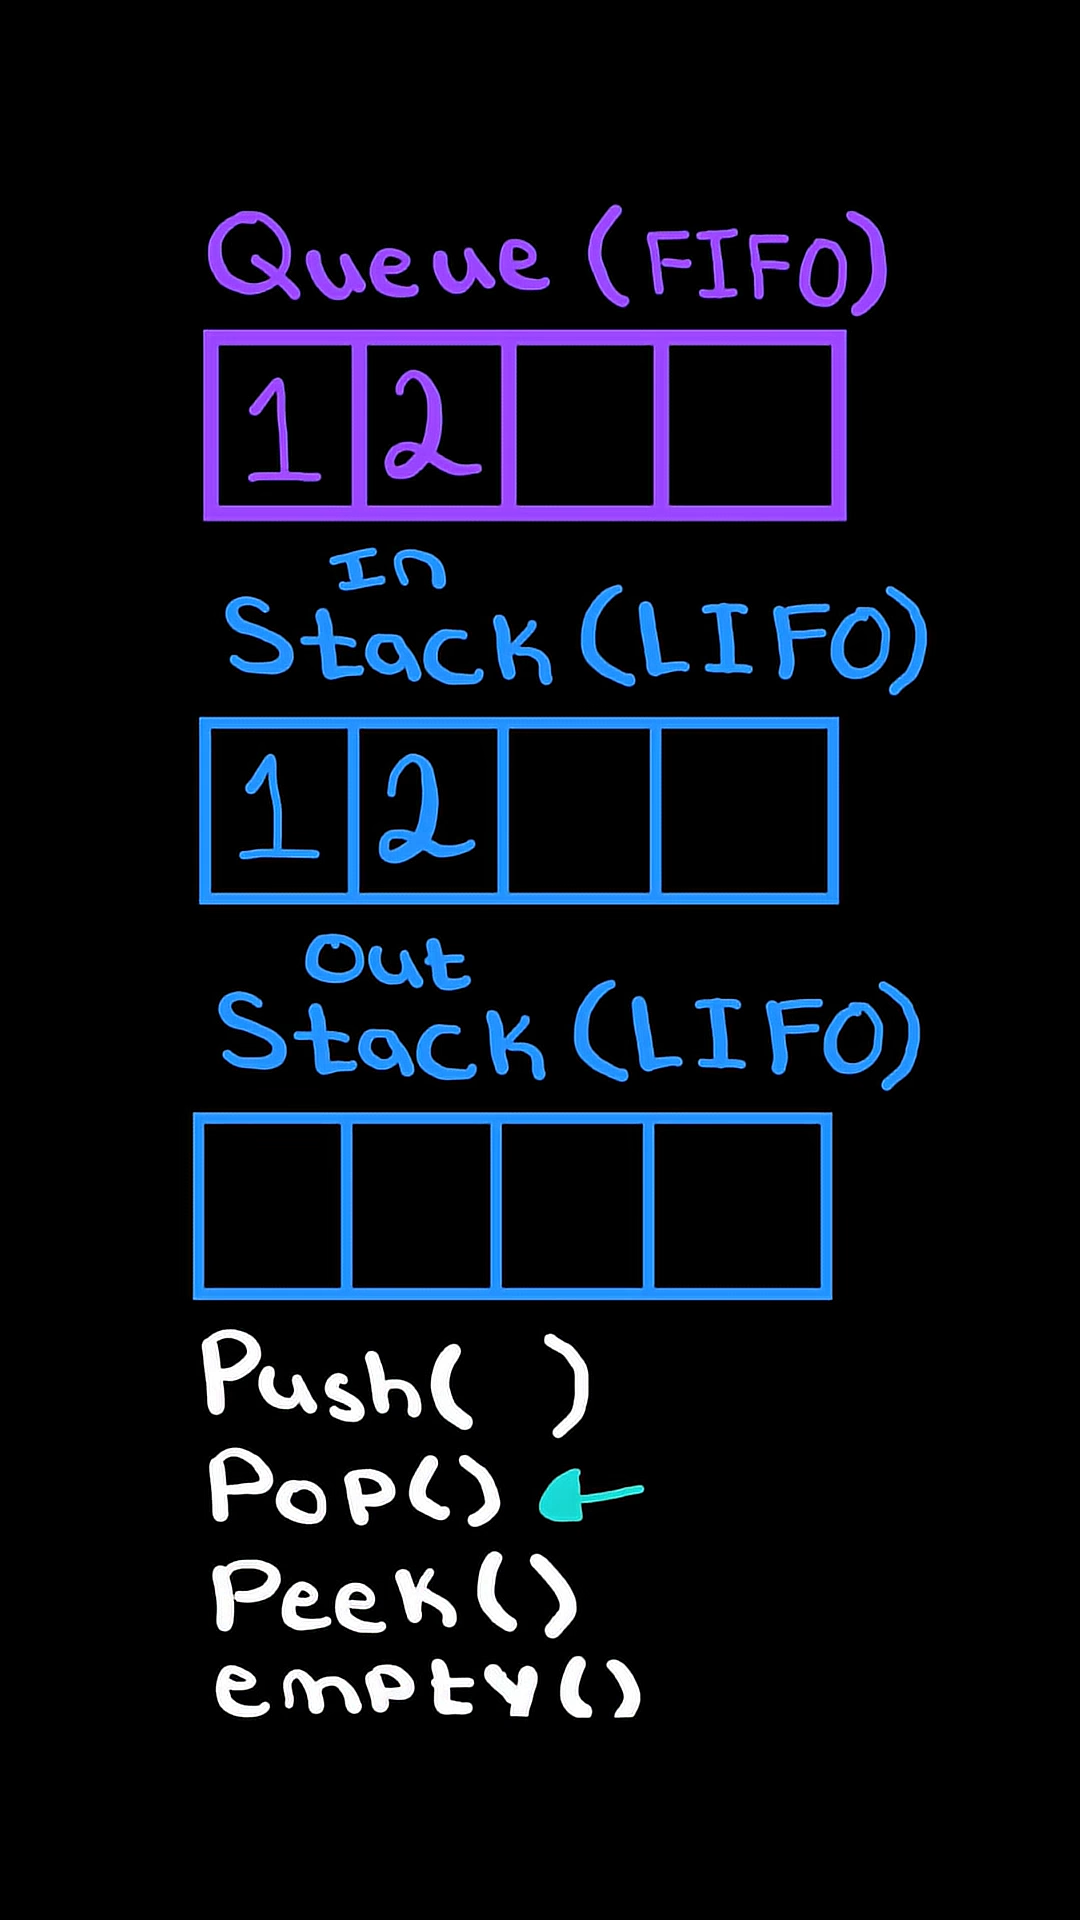 Queue (FIFO)
1 2
In
Stack (LIFO)
1 2
Out
Stack (LIFO)
Push( )
Pop()
Peek()
empty()